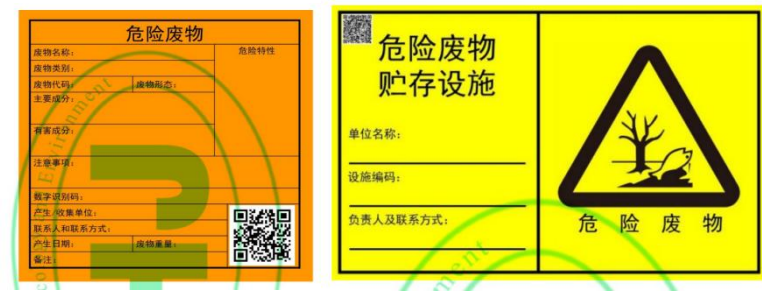 危险废物
废物名称：
危险特性
废物类别：
废物代码：
废物形态：
主要成分：
有害成分：
注意事项：
数字识别码：
产生/收集单位：
联系人和联系方式：
产生日期：
废物重量：
备注：
危险废物
贮存设施
单位名称：
设施编码：
负责人及联系方式：
危险废物